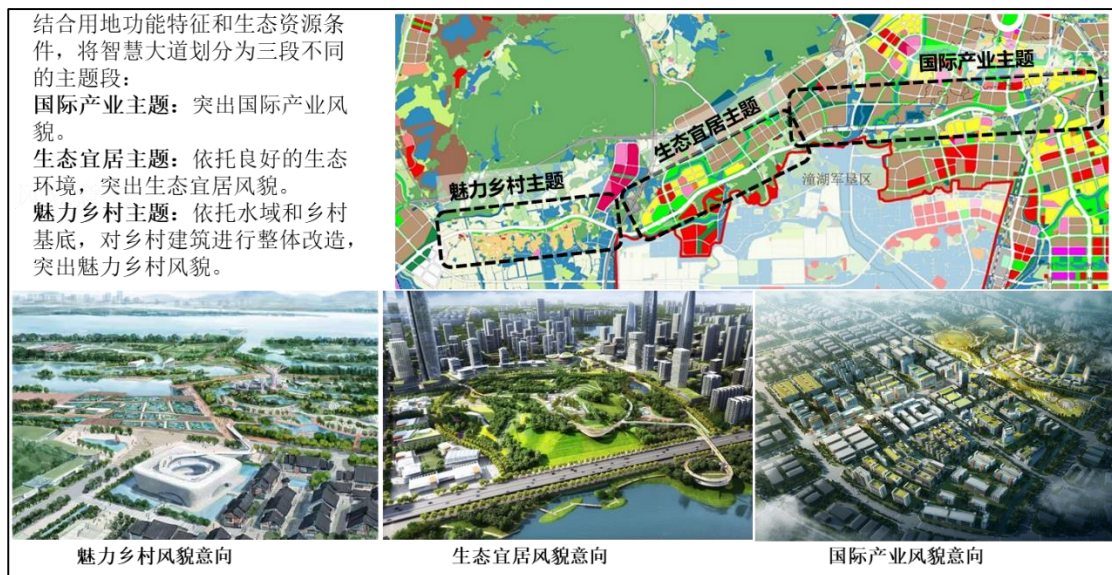 结合用地功能特征和生态资源条
件，将智慧大道划分为三段不同
的主题段：
国际产业主题：突出国际产业风
貌。
生态宜居主题：依托良好的生态
环境，突出生态宜居风貌。
魅力乡村主题：依托水域和乡村
基底，对乡村建筑进行整体改造，
突出魅力乡村风貌。
国际产业主题
生态宜居主题
魅力乡村主题
潼湖军垦区
魅力乡村风貌意向
生态宜居风貌意向
国际产业风貌意向